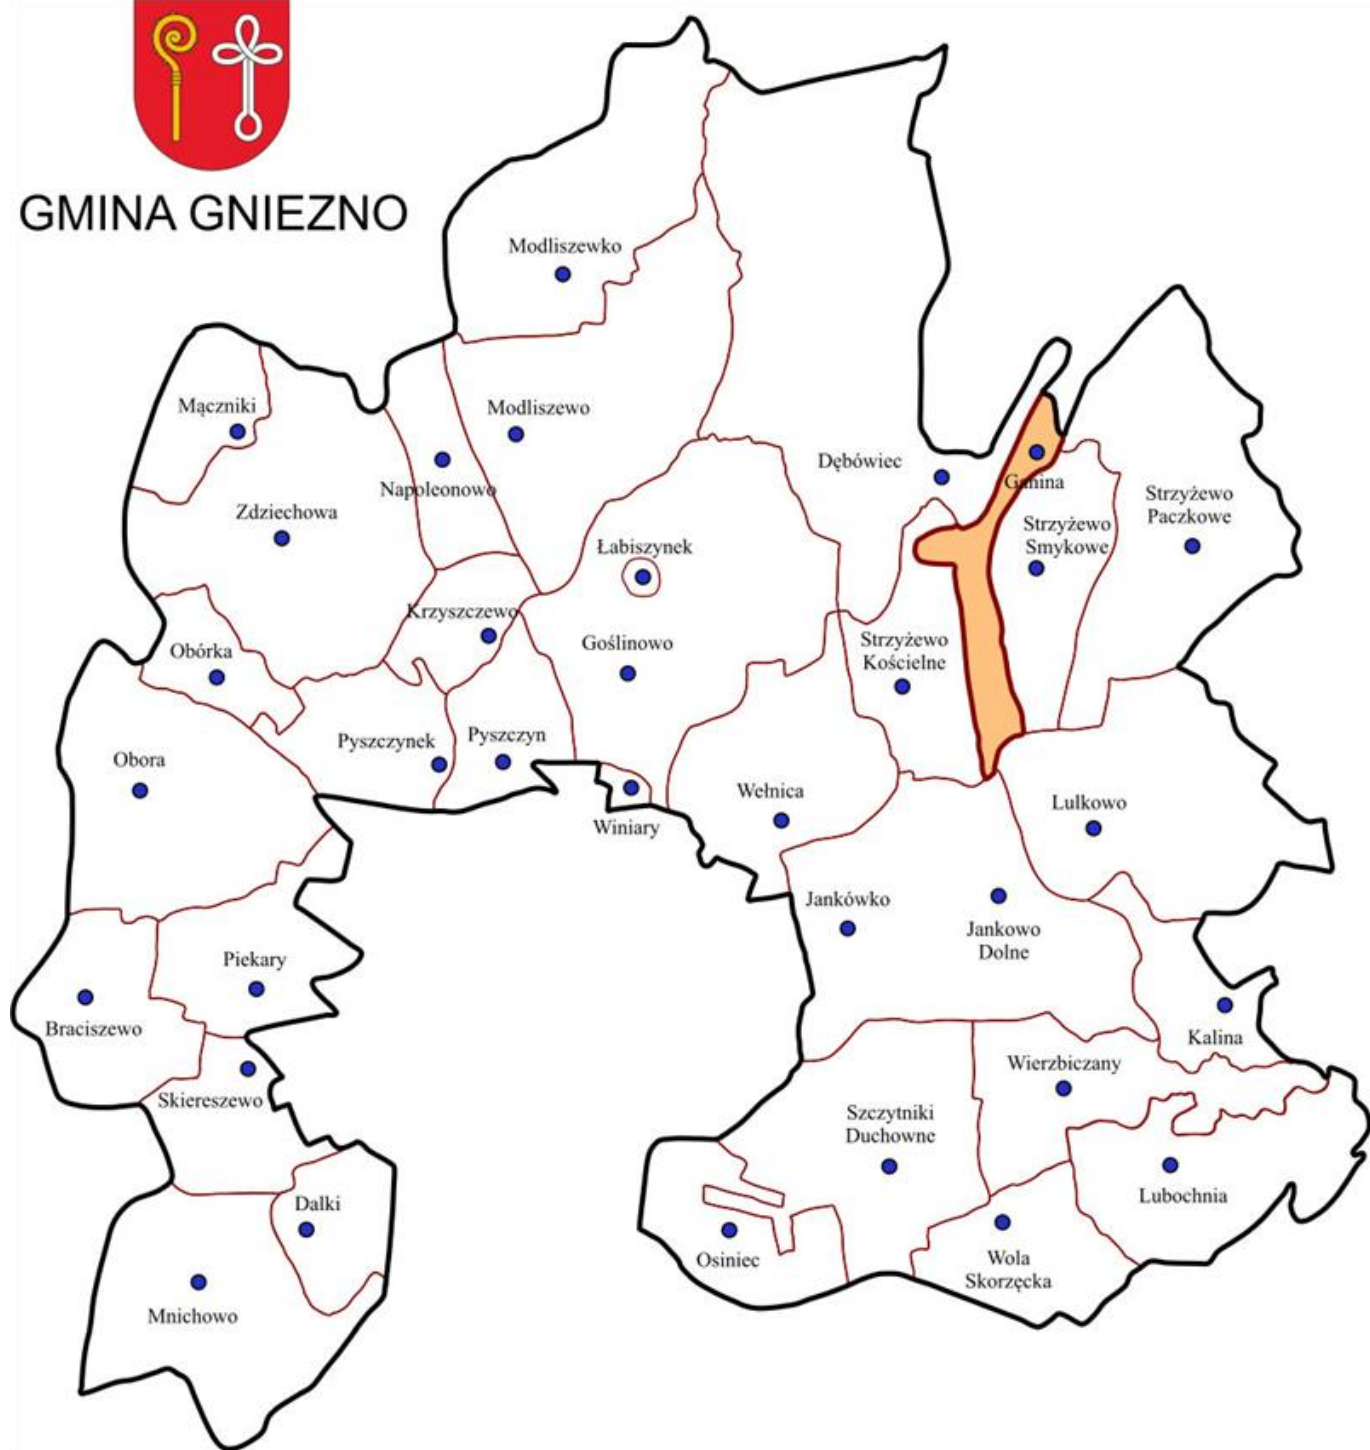 GMINA GNIEZNO
Modliszewko
Mączniki
Modliszewo
Napoleonowo
Dębówiec
Ganina
Strzyżewo
Paczkowe
Zdziechowa
Strzyżewo
Smykowe
Łabiszynek
Krzyszczewo
Obórka
Goślinowo
Strzyżewo
Kościelne
Pyszczynek
Pyszczyn
Obora
Winiary
Wełnica
Lulkowo
Jankówko
Jankowo
Dolne
Piekary
Braciszewo
Kalina
Skiereszewo
Wierzbiczany
Szczytniki
Duchowne
Dalki
Lubochnia
Osiniec
Wola
Skorzęcka
Mnichowo